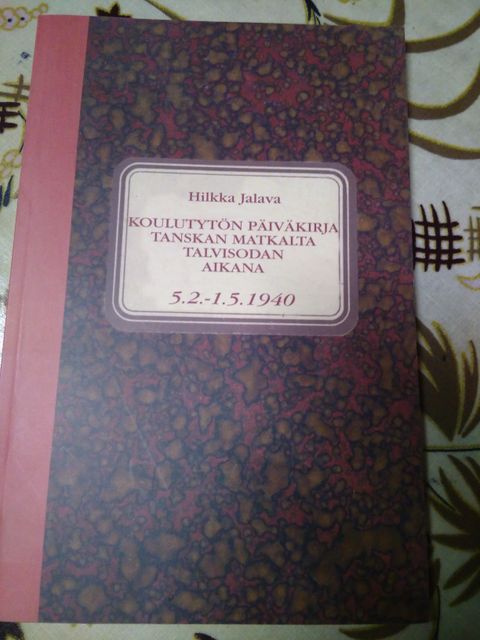 Hilkka Jalava
KOULUTYTÖN PÄIVÄKIRJA
TANSKAN MATKALTA
TALVISODAN
AIKANA
5.2.-1.5.1940